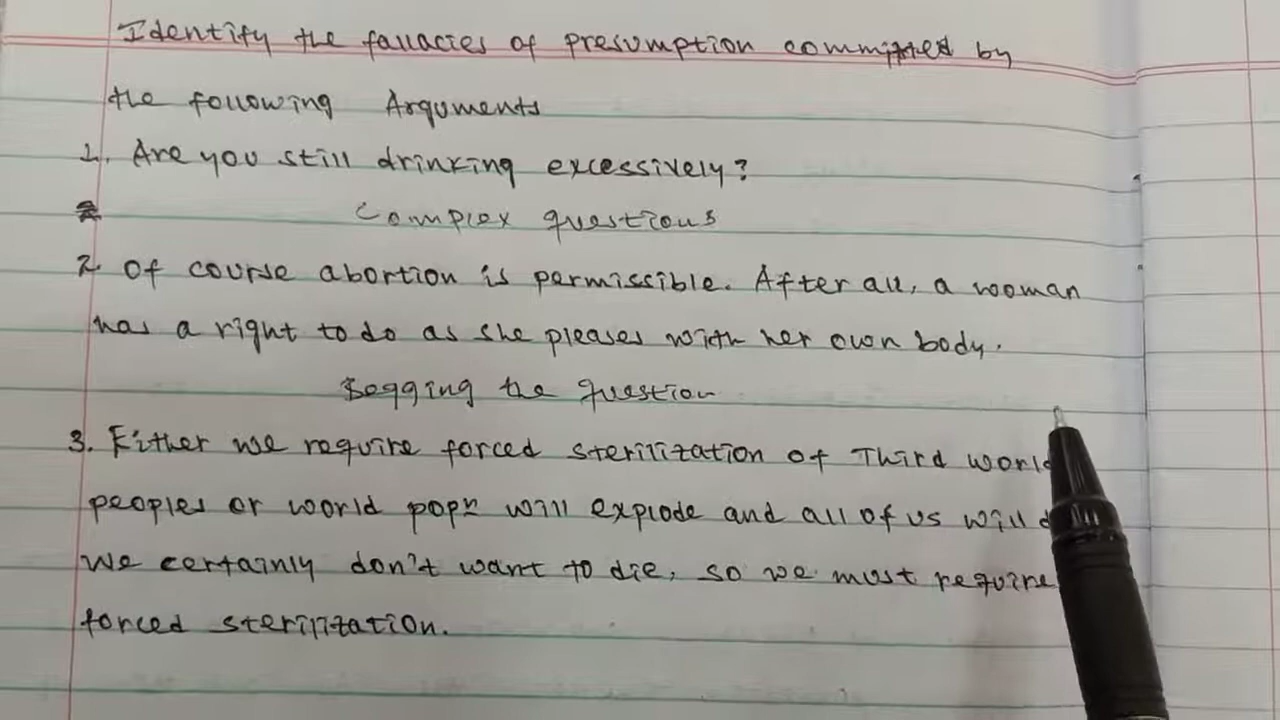 Identify the fallacies of presumption committed by
the following Arguments
1. Are you still drinking excessively?
Complex questions
2. Of course abortion is permissible. After all, a woman
has a right to do as she pleases with her own body.
Begging the question
3. Either we require forced sterilization of Third World
peoples or world popn will explode and all of us will d
We certainly don't want to die, so we must require
forced sterilization.